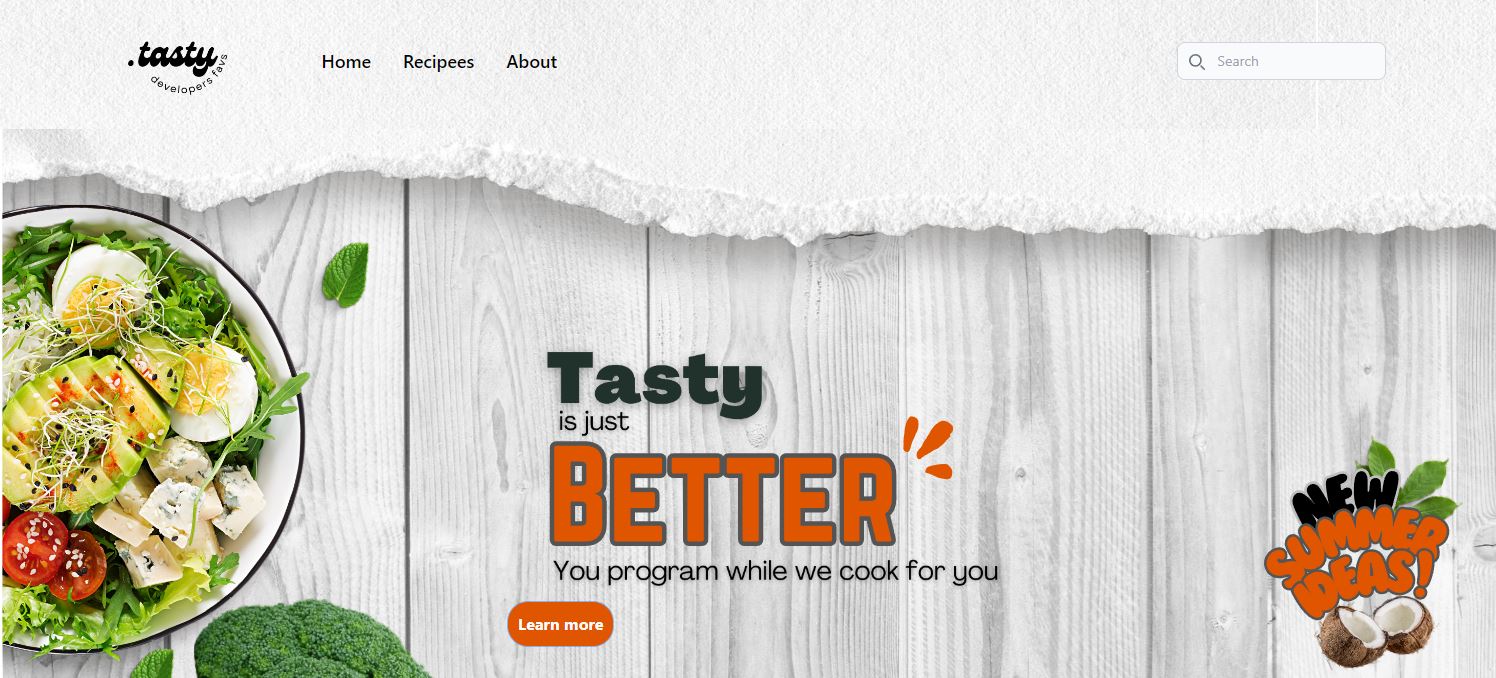 .tasty
developers favs
Home
Recipees
About
Search
Tasty
is just
BETTER
You program while we cook for you
Learn more
NEW
SUMMER
IDEAS!